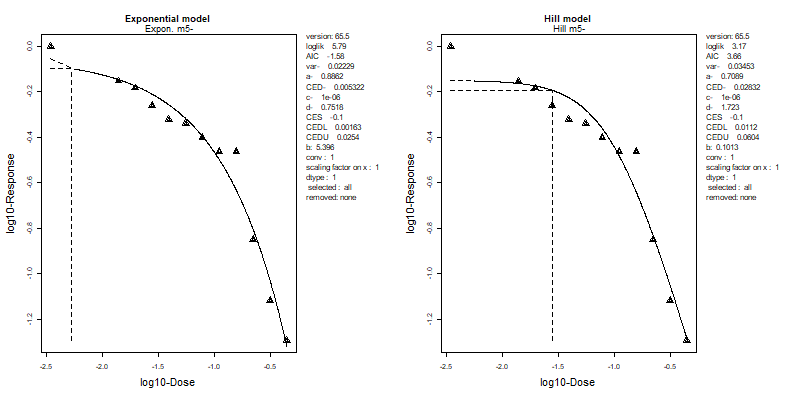 Exponential model
Expon. m5-
version: 65.5
loglik 5.79
AIC -1.58
var- 0.02229
a- 0.8862
CED- 0.005322
c- 1e-06
d- 0.7518
CES -0.1
CEDL 0.00163
CEDU 0.0254
b: 5.396
conv : 1
scaling factor on x : 1
dtype : 1
selected : all
removed: none
log10-Response
0.0
-0.2
-0.4
-0.6
-0.8
-1.0
-1.2
-2.5
-2.0
-1.5
-1.0
-0.5
log10-Dose
Hill model
Hill m5-
version: 65.5
loglik 3.17
AIC 3.66
var- 0.03453
a- 0.7089
CED- 0.02832
c- 1e-06
d- 1.723
CES -0.1
CEDL 0.0112
CEDU 0.0604
b: 0.1013
conv : 1
scaling factor on x : 1
dtype : 1
selected : all
removed: none
log10-Response
0.0
-0.2
-0.4
-0.6
-0.8
-1.0
-1.2
-2.5
-2.0
-1.5
-1.0
-0.5
log10-Dose